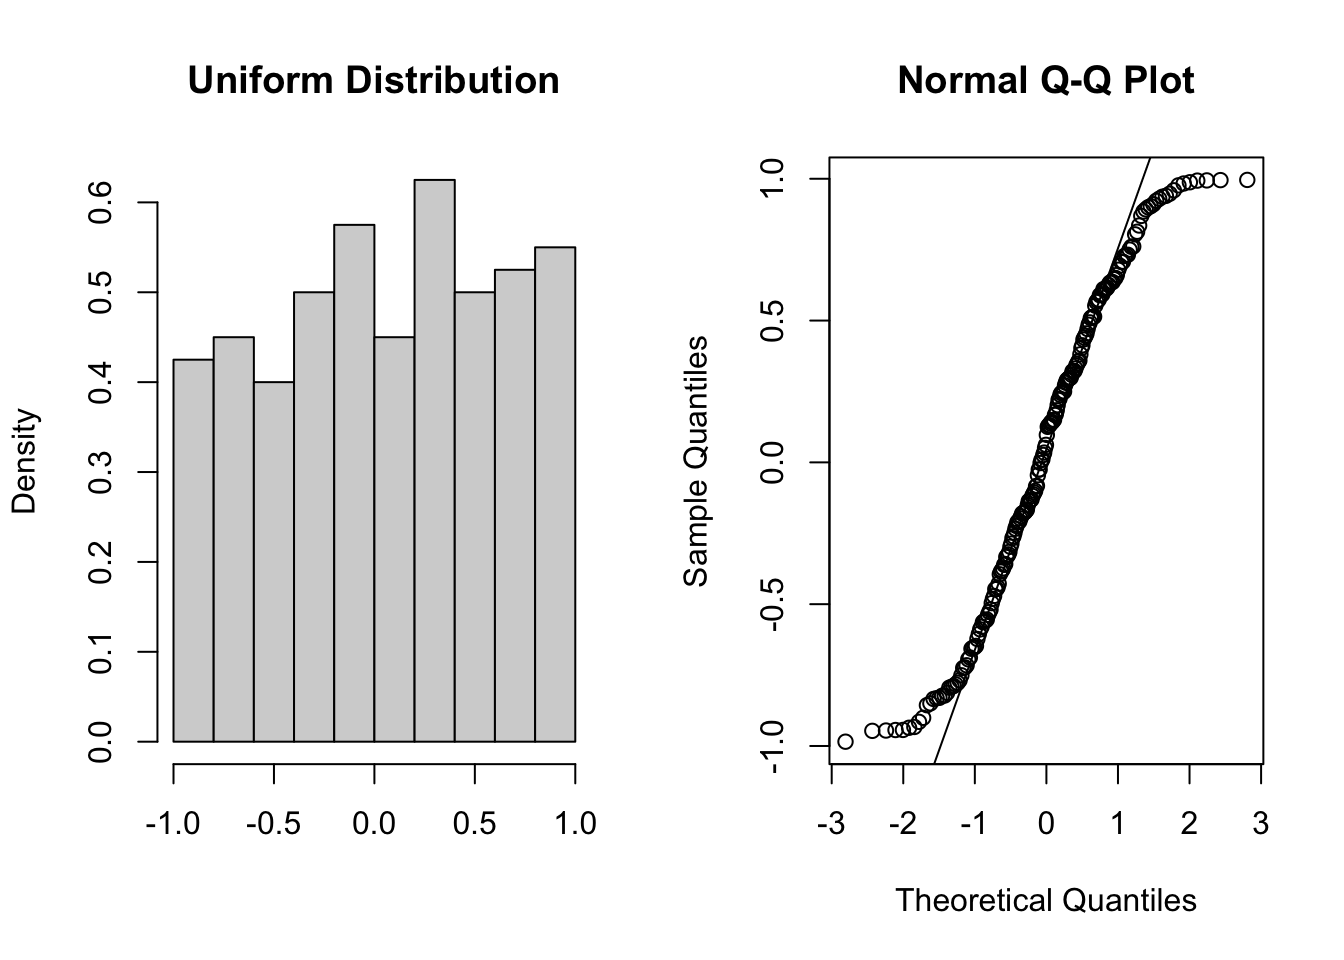 Uniform Distribution
Density
0.0 0.1 0.2 0.3 0.4 0.5 0.6
-1.0 -0.5 0.0 0.5 1.0
Normal Q-Q Plot
Sample Quantiles
-1.0 -0.5 0.0 0.5 1.0
-3 -2 -1 0 1 2 3
Theoretical Quantiles